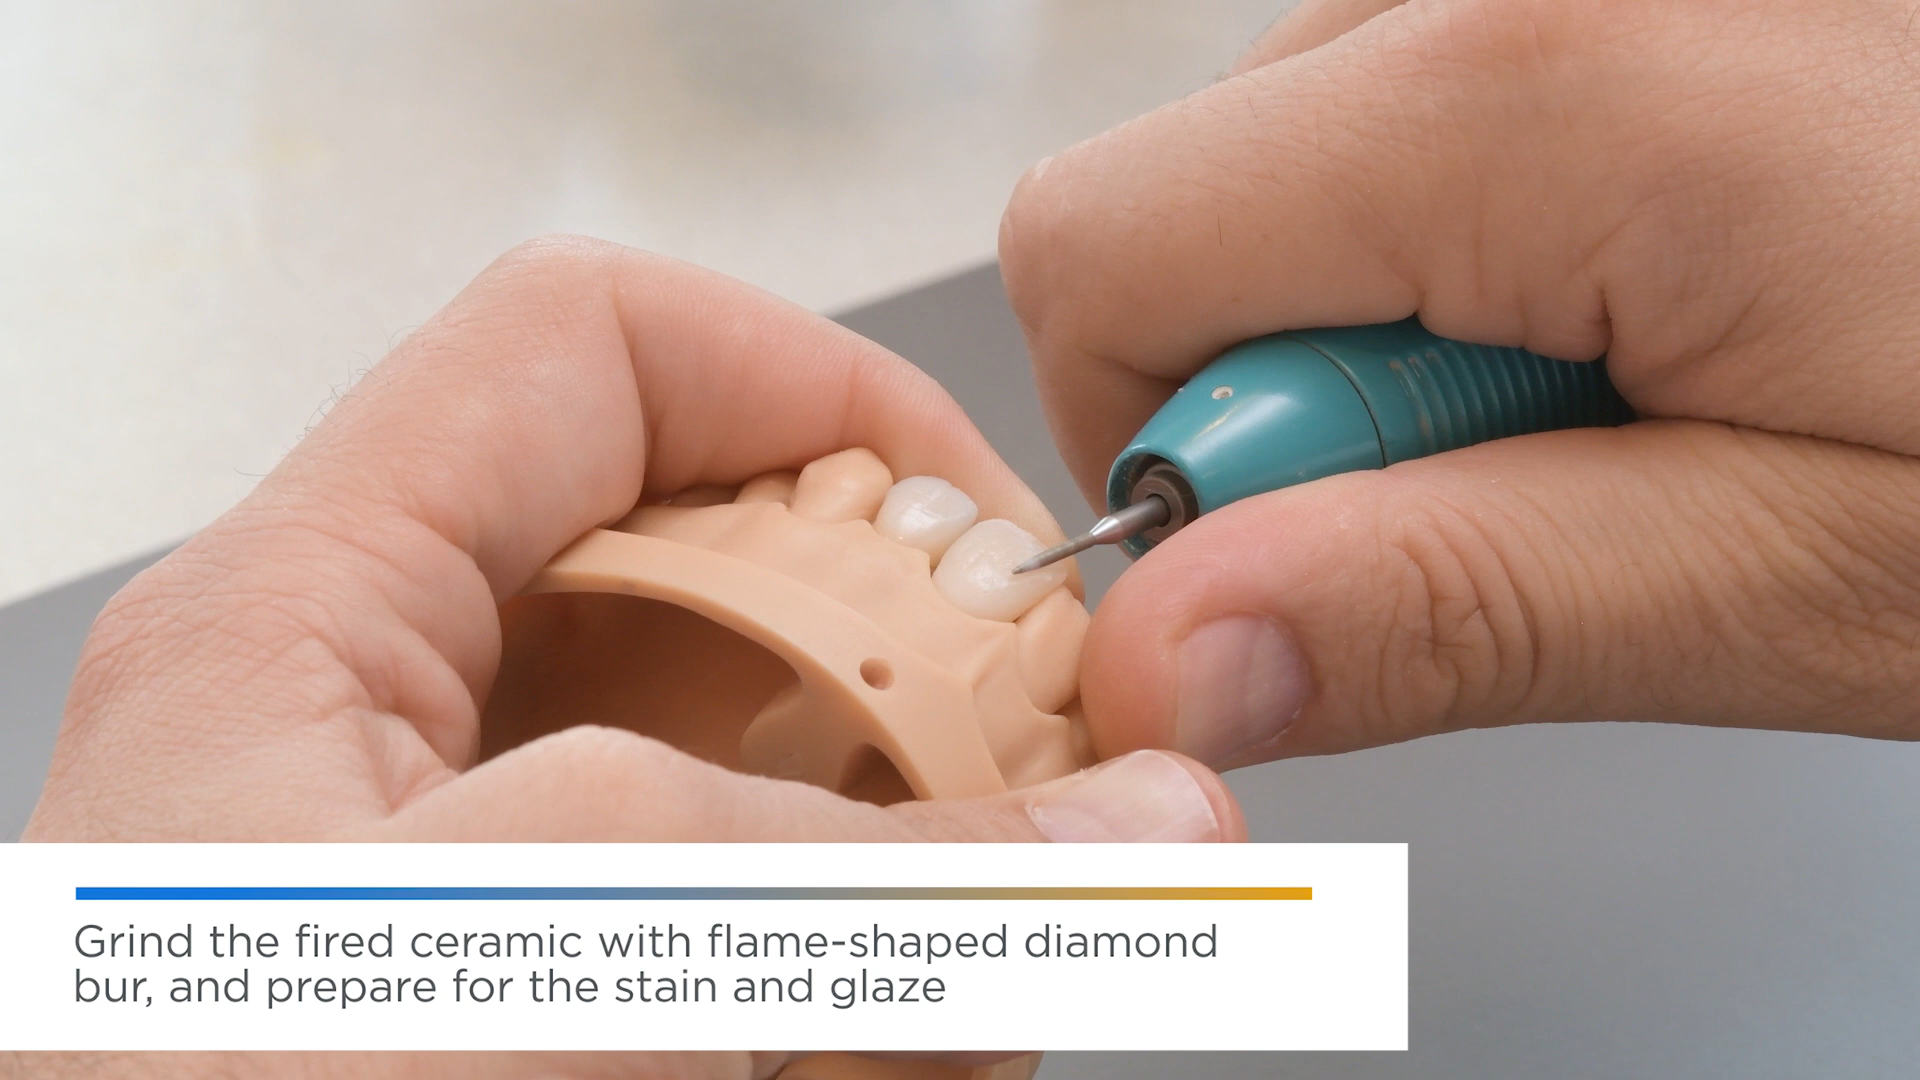 Grind the fired ceramic with flame-shaped diamond
bur, and prepare for the stain and glaze